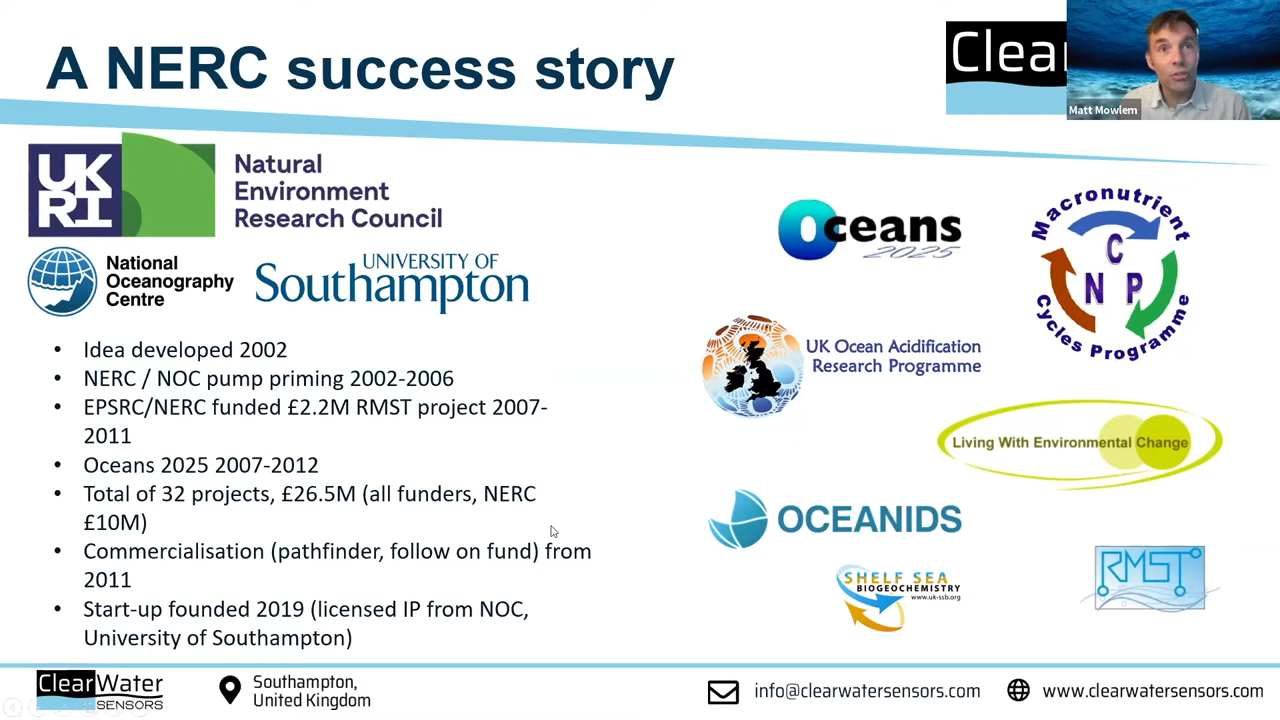 A NERC success story
Clea
Matt Mowlem
UK
RI
Natural
Environment
Research Council
National
Oceanography
Centre
UNIVERSITY OF
Southampton
• Idea developed 2002
• NERC / NOC pump priming 2002-2006
• EPSRC/NERC funded £2.2M RMST project 2007-
2011
• Oceans 2025 2007-2012
• Total of 32 projects, £26.5M (all funders, NERC
£10M)
• Commercialisation (pathfinder, follow on fund) from
2011
• Start-up founded 2019 (licensed IP from NOC,
University of Southampton)
Oceans
2025
Macronutrient
C
N P
Cycles Programme
UK Ocean Acidification
Research Programme
Living With Environmental Change
OCEANIDS
SHELF SEA
BIOGEOCHEMISTRY
www.uk-ssb.org
RMST
ClearWater
SENSORS
Southampton,
United Kingdom
info@clearwatersensors.com
www.clearwatersensors.com